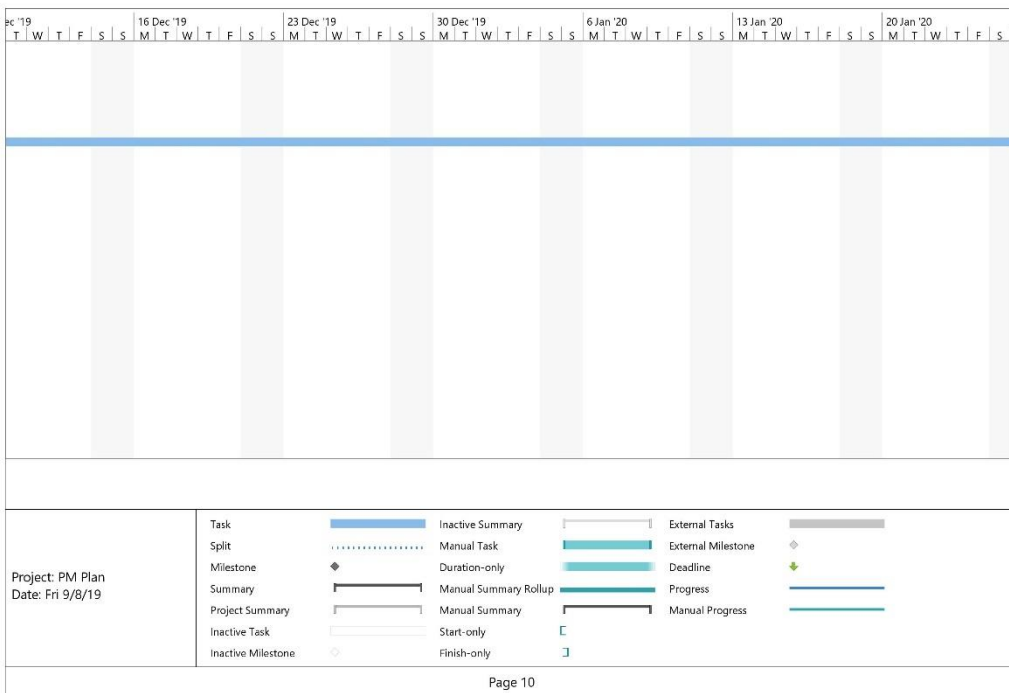 ec '19 16 Dec '19 23 Dec '19 30 Dec '19 6 Jan '20 13 Jan '20 20 Jan '20
T W T F S S M T W T F S S M T W T F S S M T W T F S S M T W T F S S M T W T F S S M T W T F S
Task Inactive Summary External Tasks
Split Manual Task External Milestone
Milestone Duration-only Deadline
Project: PM Plan
Summary Manual Summary Rollup Progress
Date: Fri 9/8/19
Project Summary Manual Summary Manual Progress
Inactive Task Start-only
Inactive Milestone Finish-only
Page 10